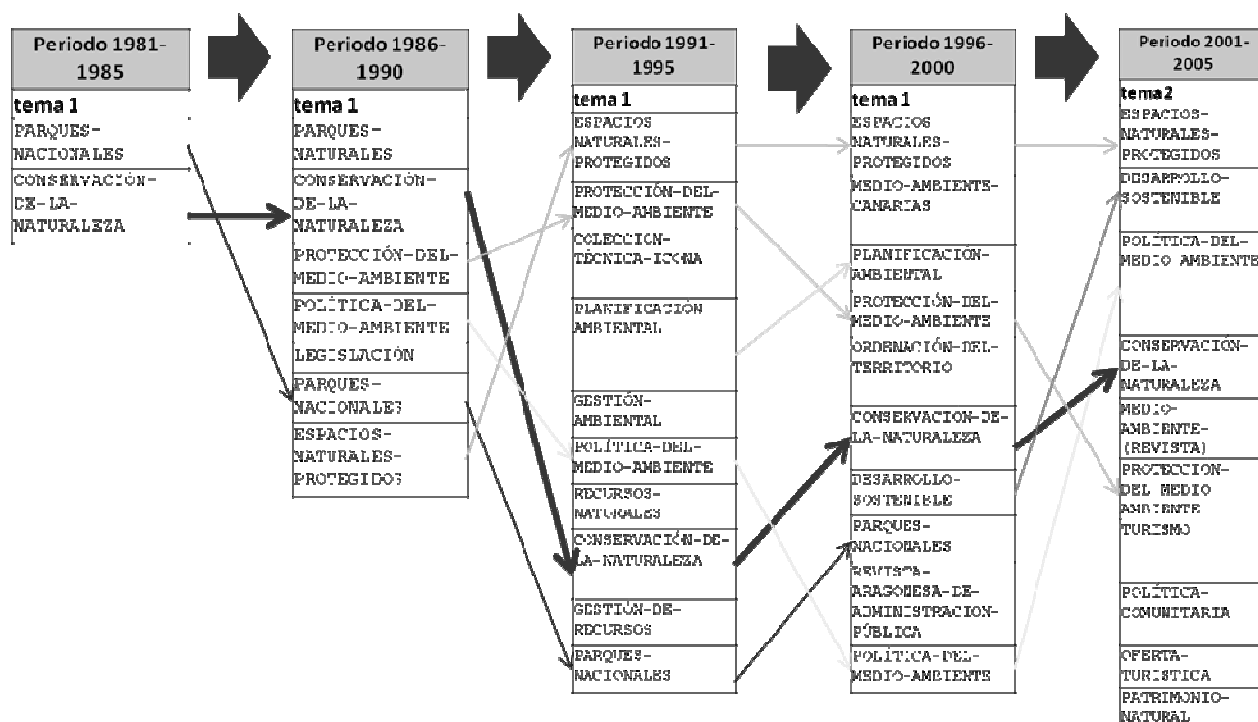 Periodo 1981-
1985
tema 1
PARQUES-
NACIONALES
CONSERVACIÓN-
DE-LA-
NATURALEZA
Periodo 1986-
1990
tema 1
PARQUES-
NATURALES
CONSERVACIÓN-
DE-LA-
NATURALEZA
PROTECCIÓN-DEL-
MEDIO-AMBIENTE
POLÍTICA-DEL-
MEDIO-AMBIENTE
LEGISLACIÓN
PARQUES-
NACIONALES
ESPACIOS-
NATURALES-
PROTEGIDOS
Periodo 1991-
1995
tema 1
ESPACIOS
NATURALES-
PROTEGIDOS
PROTECCIÓN-DEL-
MEDIO-AMBIENTE
COLECCIÓN-
TÉCNICA-ICONA
PLANIFICACIÓN
AMBIENTAL
GESTIÓN-
AMBIENTAL
POLÍTICA-DEL-
MEDIO-AMBIENTE
RECURSOS-
NATURALES
CONSERVACIÓN-DE-
LA-NATURALEZA
GESTIÓN-DE-
RECURSOS
PARQUES-
NACIONALES
Periodo 1996-
2000
tema 1
ESPACIOS
NATURALES-
PROTEGIDOS
MEDIO-AMBIENTE-
CANARIAS
PLANIFICACIÓN-
AMBIENTAL
PROTECCIÓN-DEL-
MEDIO-AMBIENTE
ORDENACIÓN-DEL-
TERRITORIO
CONSERVACION-DE-
LA-NATURALEZA
DESARROLLO-
SOSTENIBLE
PARQUES-
NACIONALES
REVISTA-
ARAGONESA-DE-
ADMINISTRACION-
PÚBLICA
POLÍTICA-DEL-
MEDIO-AMBIENTE
Periodo 2001-
2005
tema2
ESPACIOS-
NATURALES-
PROTEGIDOS
DESARROLLO-
SOSTENIBLE
POLÍTICA-DEL-
MEDIO AMBIENTE
CONSERVACIÓN-
DE-LA-
NATURALEZA
MEDIO-
AMBIENTE-
(REVISTA)
PROTECCION-
DEL MEDIO
AMBIENTE
TURISMO
POLÍTICA-
COMUNITARIA
OFERTA-
TURISTICA
PATRIMONIO-
NATURAL